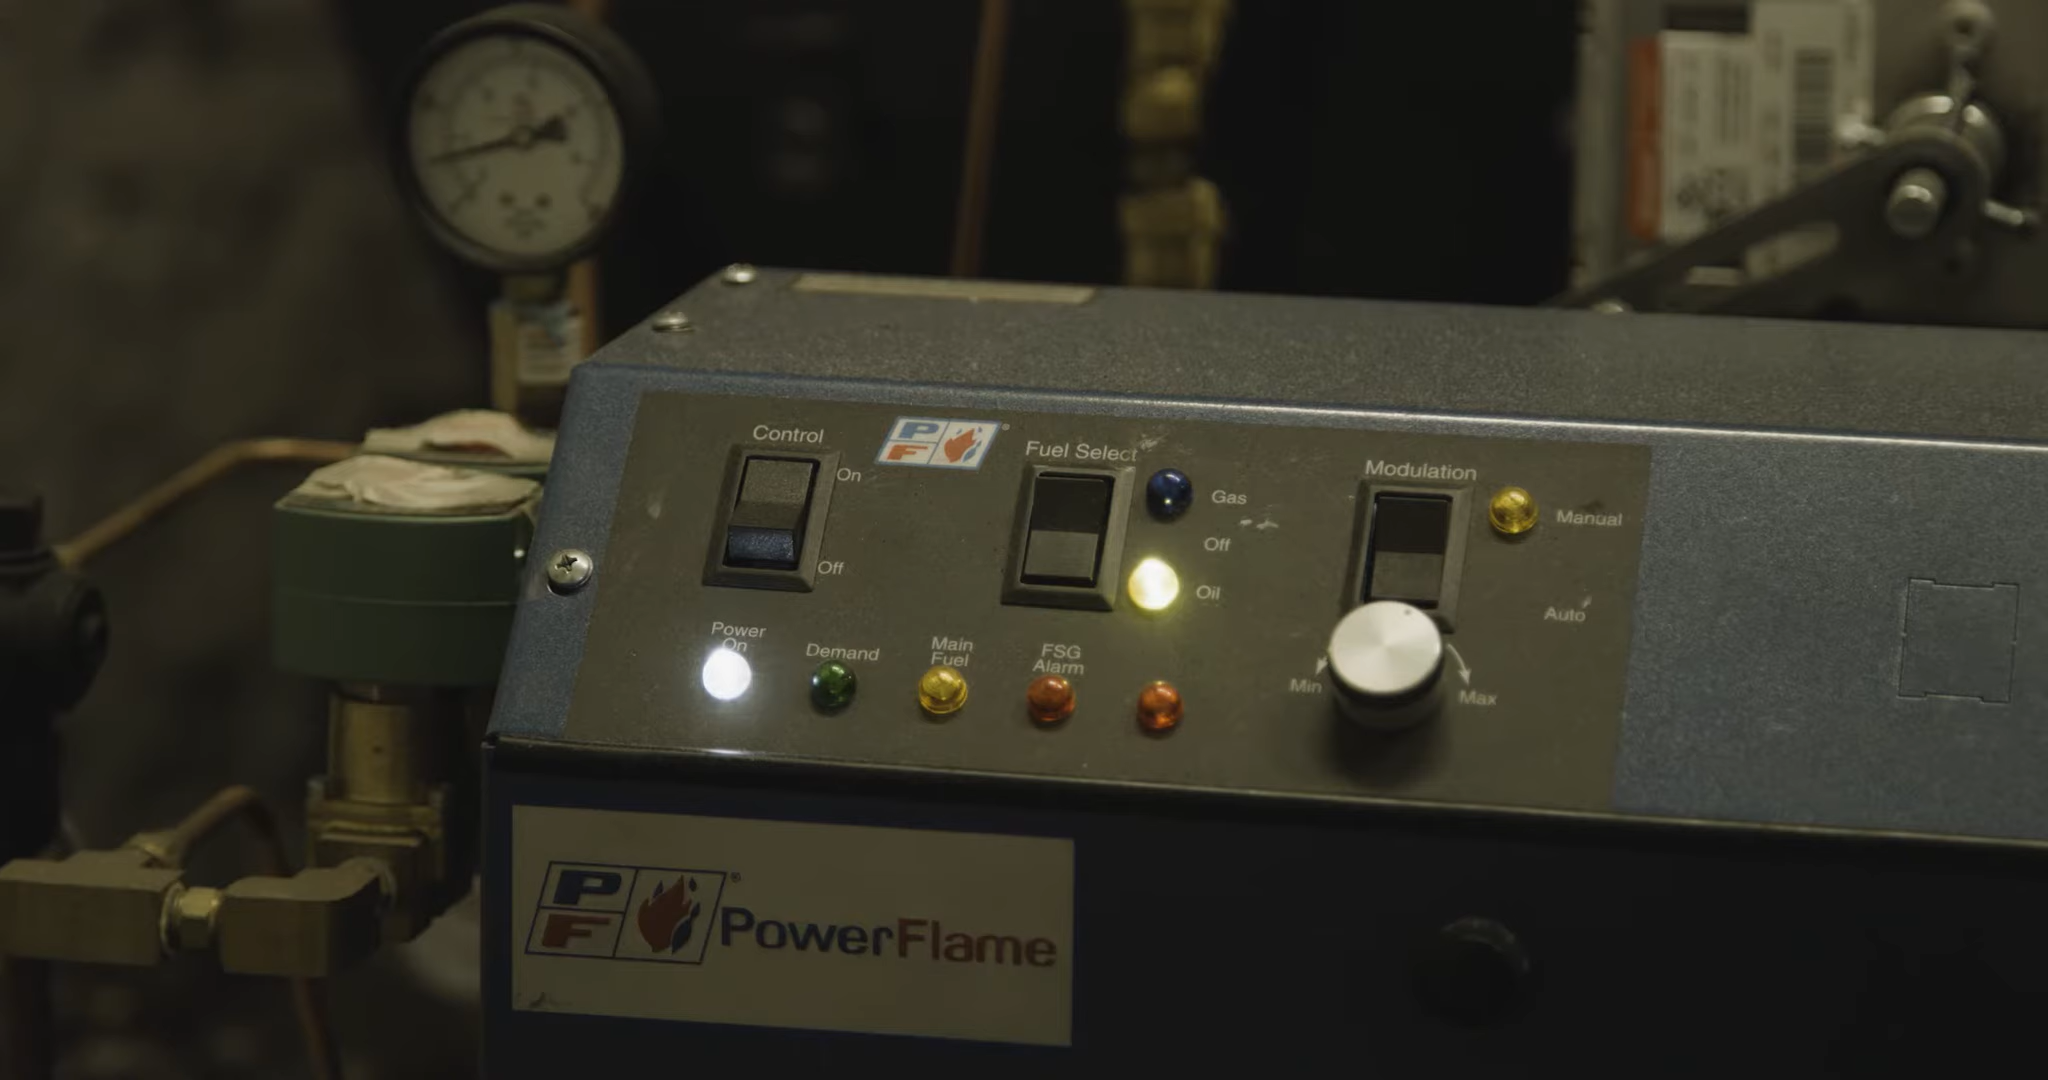 Control
On
Off
PF
Fuel Select
Gas
Off
Oil
Modulation
Manual
Auto
Min
Max
Power
On
Demand
Main
Fuel
FSG
Alarm
PF® PowerFlame